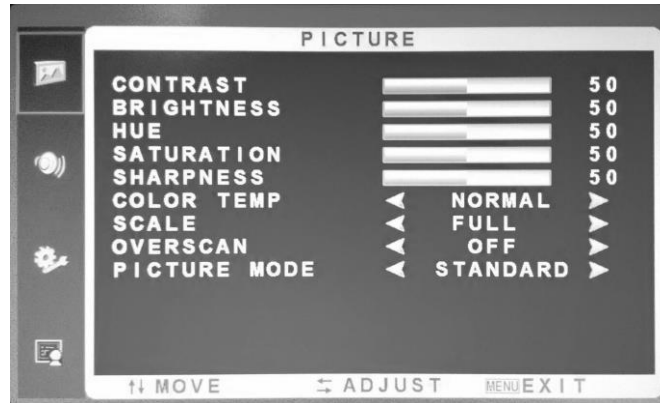 PICTURE
CONTRAST 50
BRIGHTNESS 50
HUE 50
SATURATION 50
SHARPNESS 50
COLOR TEMP NORMAL
SCALE FULL
OVERSCAN OFF
PICTURE MODE STANDARD
↑↓ MOVE ⇆ ADJUST MENU EXIT